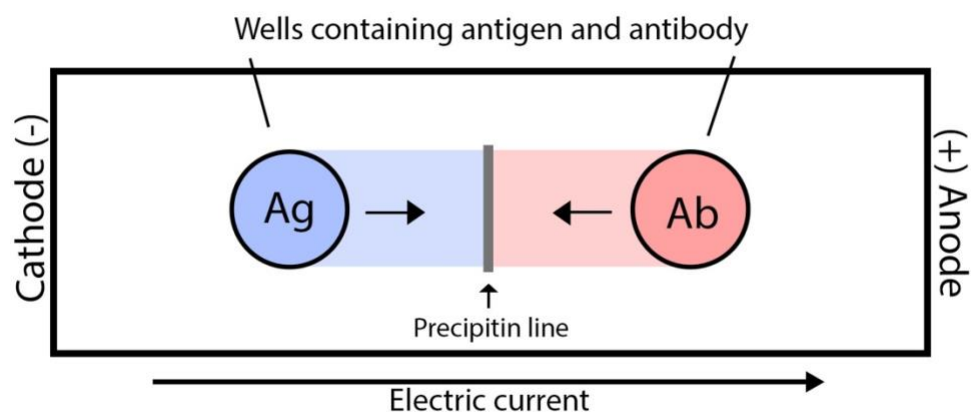 Wells containing antigen and antibody
Cathode (-)
Ag
Ab
(+) Anode
Precipitin line
Electric current